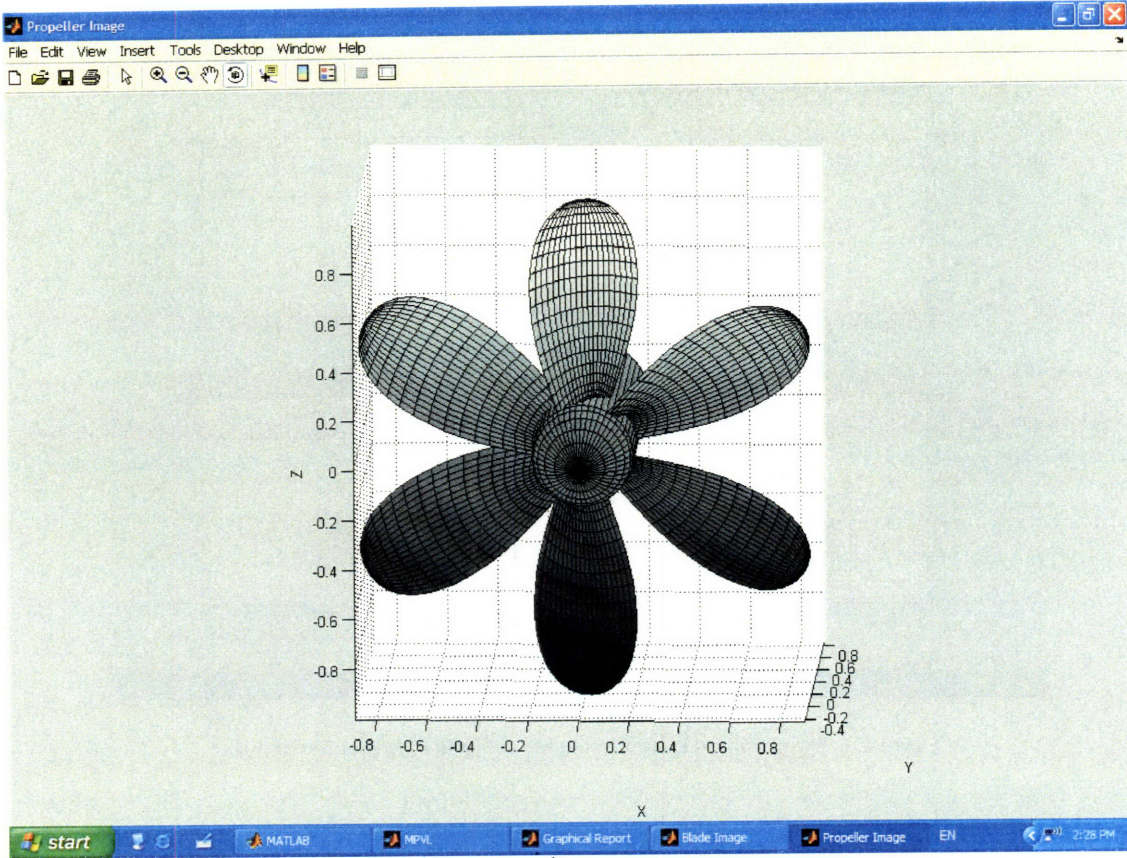 Propeller Image
File Edit View Insert Tools Desktop Window Help
0.8
0.6
0.4
0.2
0
-0.2
-0.4
-0.6
-0.8
Z
0.8
0.6
0.4
0.2
0
-0.2
-0.4
-0.8 -0.6 -0.4 -0.2 0 0.2 0.4 0.6 0.8
Y
X
start MATLAB MPVL Graphical Report Blade Image Propeller Image EN 2:28 PM